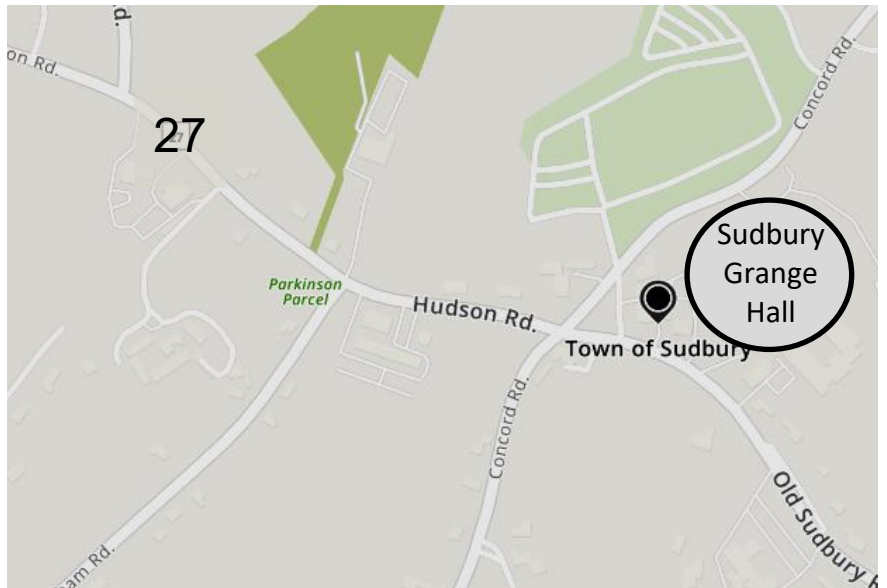 d.
on Rd.
27
27
Concord Rd.
Sudbury
Grange
Hall
Parkinson
Parcel
Hudson Rd.
Town of Sudbury
Concord Rd.
Old Sudbury R
am Rd.